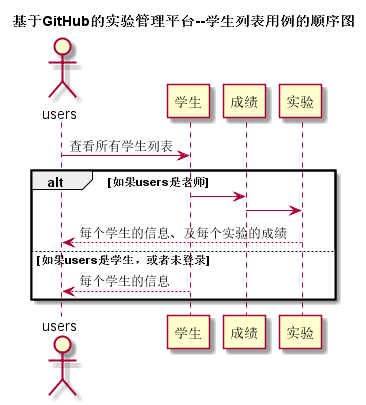 基于GitHub的实验管理平台--学生列表用例的顺序图
users
学生
成绩
实验
查看所有学生列表
alt
[如果users是老师]
每个学生的信息、及每个实验的成绩
[如果users是学生，或者未登录]
每个学生的信息
users
学生
成绩
实验